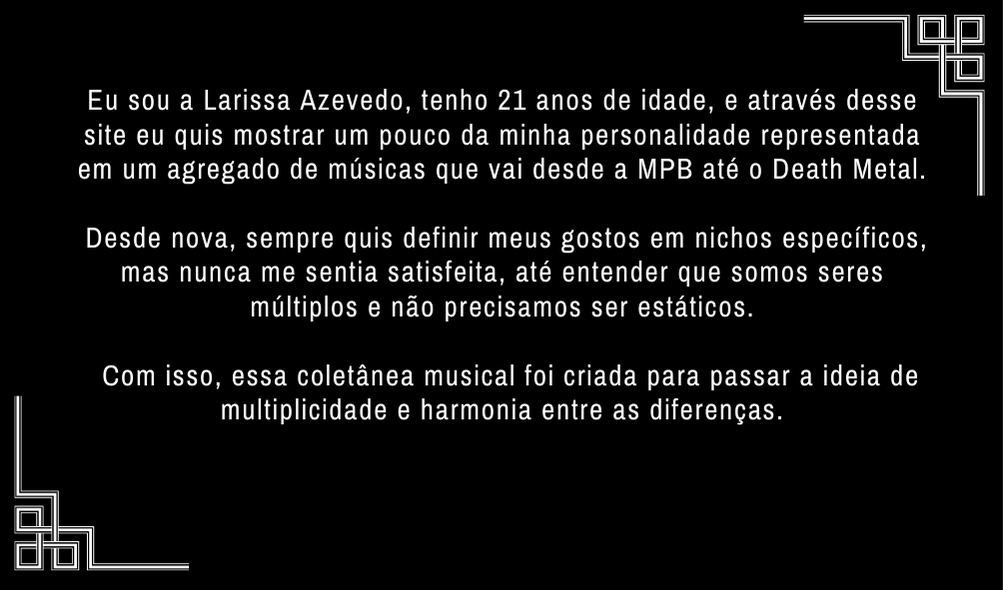 Eu sou a Larissa Azevedo, tenho 21 anos de idade, e através desse
site eu quis mostrar um pouco da minha personalidade representada
em um agregado de músicas que vai desde a MPB até o Death Metal.
Desde nova, sempre quis definir meus gostos em nichos específicos,
mas nunca me sentia satisfeita, até entender que somos seres
múltiplos e não precisamos ser estáticos.
Com isso, essa coletânea musical foi criada para passar a ideia de
multiplicidade e harmonia entre as diferenças.